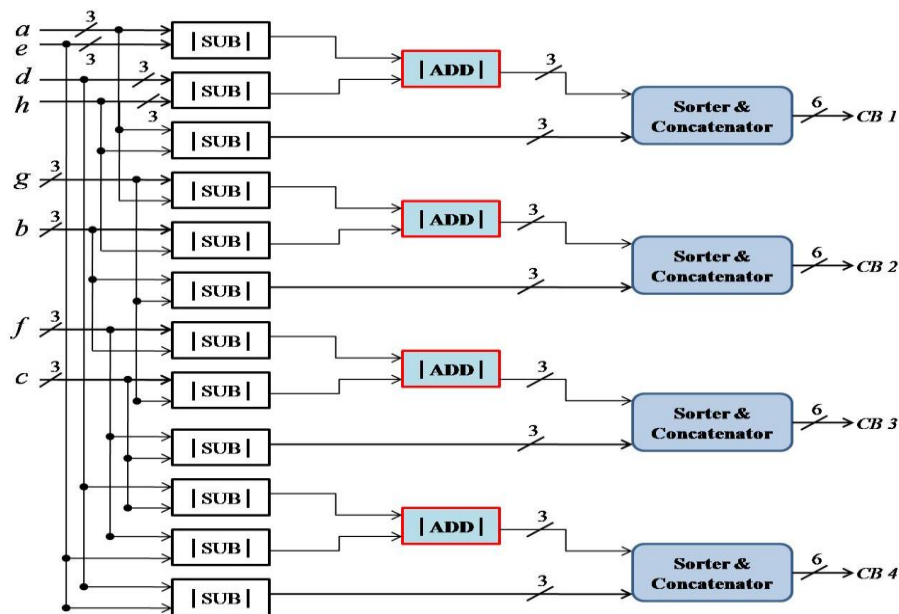 a 3
e 3
| SUB |
| ADD | 3
3
d 3
h
| SUB |
3
| SUB |
3
Sorter &
Concatenator
6 CB 1
g 3
| SUB |
| ADD | 3
b 3
| SUB |
| SUB |
3
Sorter &
Concatenator
6 CB 2
f 3
| SUB |
| ADD | 3
c 3
| SUB |
| SUB |
3
Sorter &
Concatenator
6 CB 3
| SUB |
| ADD | 3
| SUB |
| SUB |
3
Sorter &
Concatenator
6 CB 4